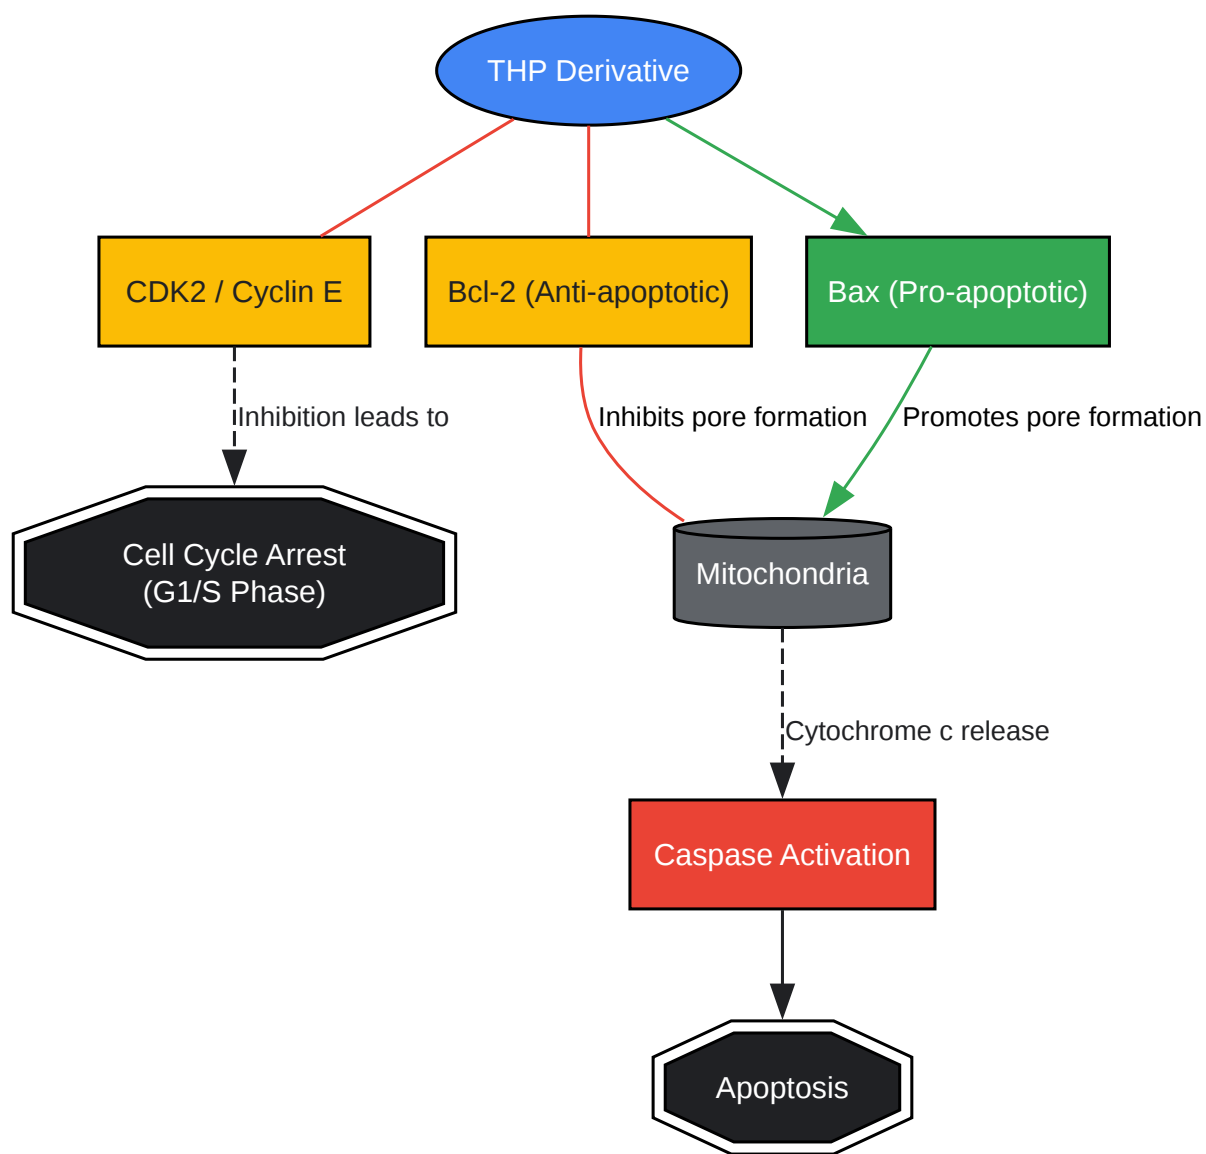 THP Derivative
CDK2 / Cyclin E
Bcl-2 (Anti-apoptotic)
Bax (Pro-apoptotic)
Inhibition leads to
Inhibits pore formation
Promotes pore formation
Cell Cycle Arrest
(G1/S Phase)
Mitochondria
Cytochrome c release
Caspase Activation
Apoptosis